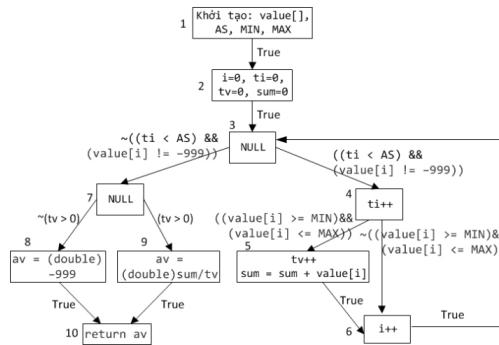 1
Khởi tạo: value[],
AS, MIN, MAX
True
2
i=0, ti=0,
tv=0, sum=0
True
3
NULL
~((ti < AS) &&
(value[i] != -999))
((ti < AS) &&
(value[i] != -999))
7
NULL
4
ti++
~(tv > 0)
(tv > 0)
((value[i] >= MIN)&&
(value[i] <= MAX))
~((value[i] >= MIN)&
(value[i] <= MAX))
8
av = (double)
-999
9
av =
(double)sum/tv
5
tv++
sum = sum + value[i]
True
True
True
True
10
return av
6
i++